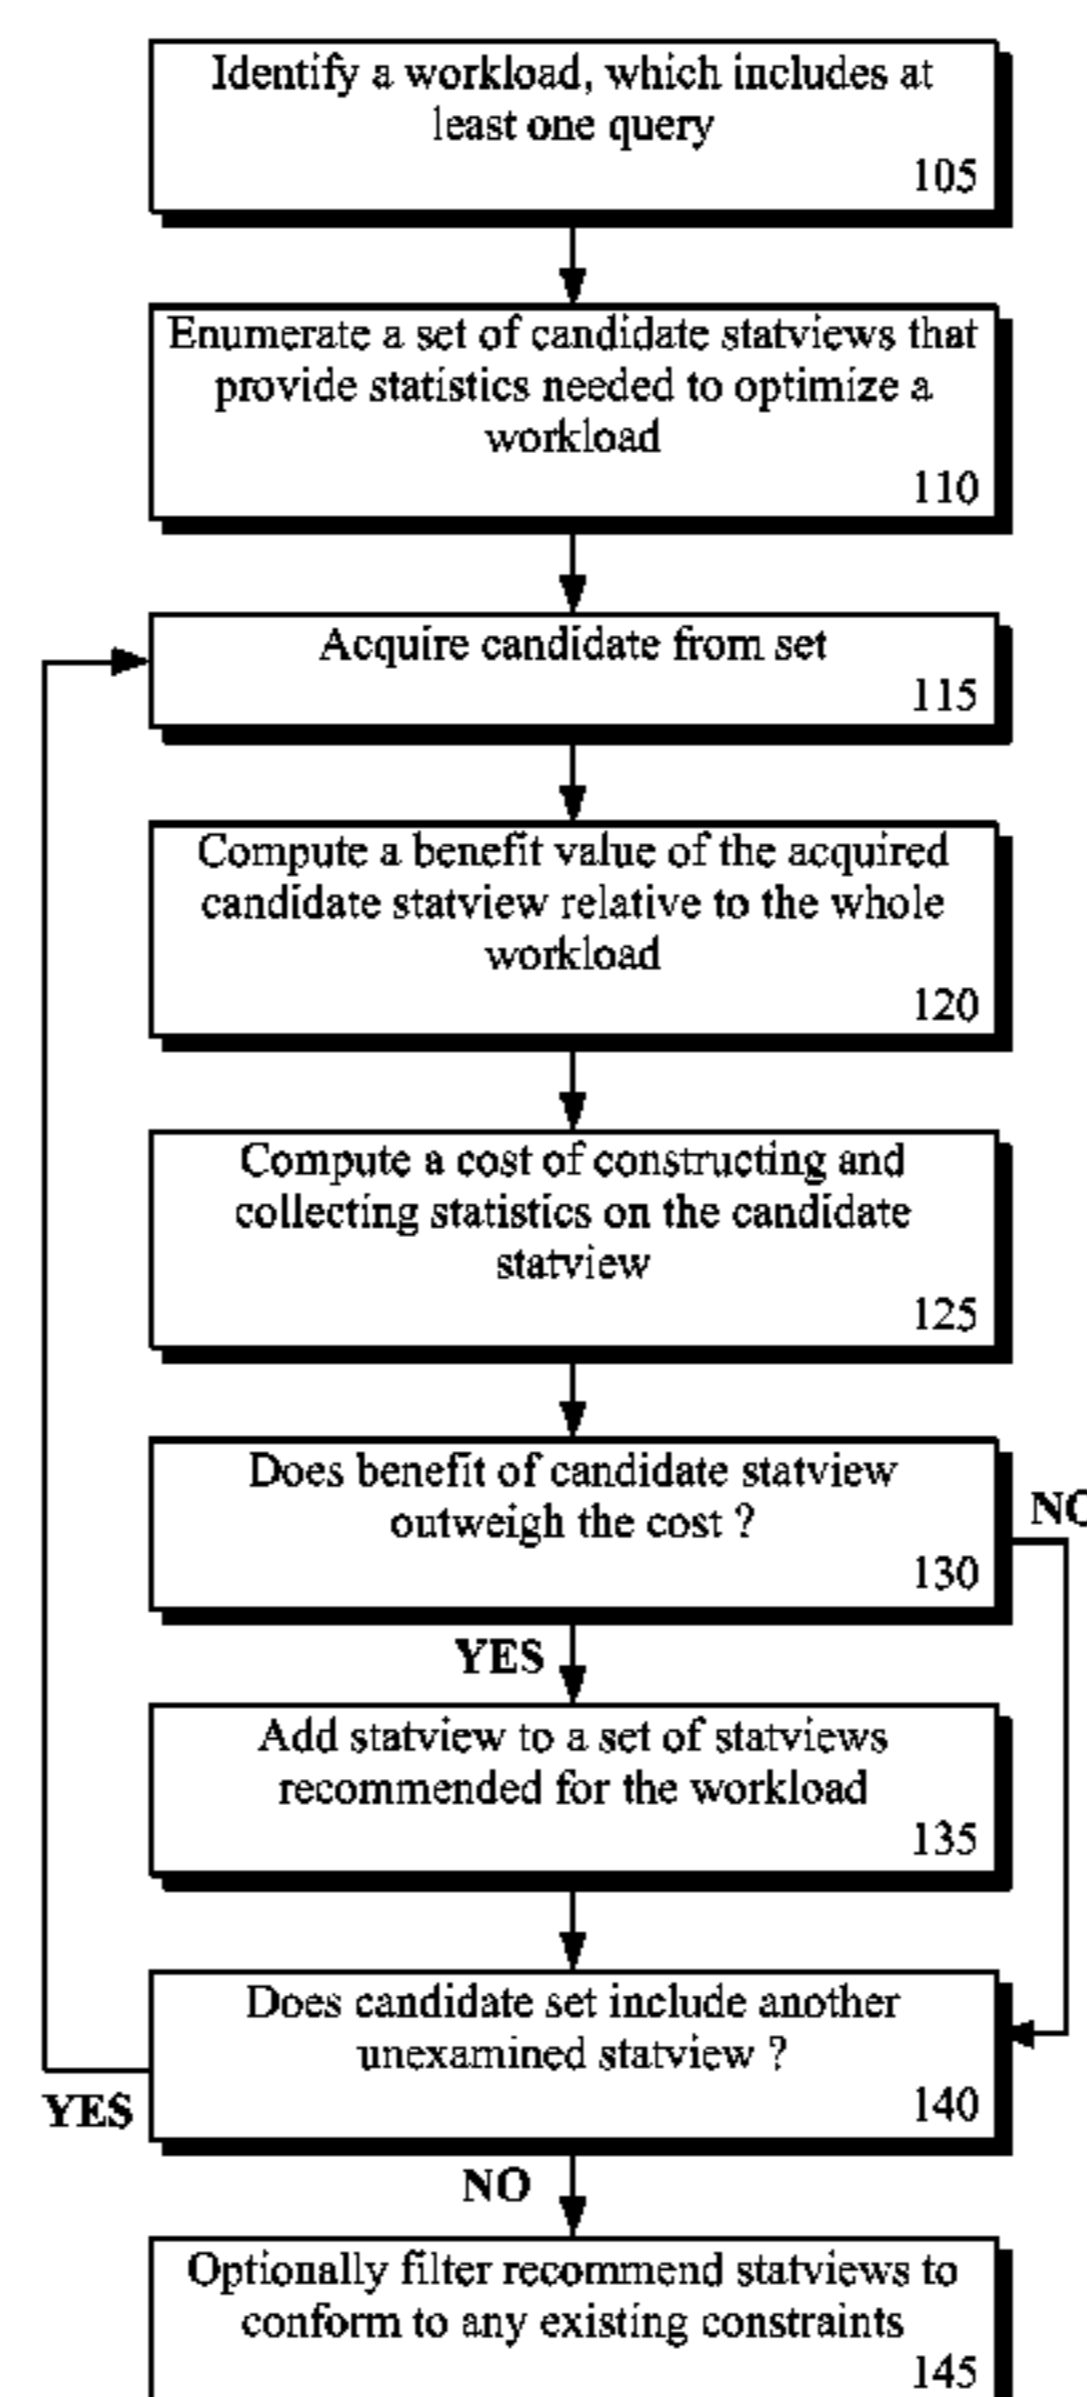 Identify a workload, which includes at
least one query
105
Enumerate a set of candidate statviews that
provide statistics needed to optimize a
workload
110
Acquire candidate from set
115
Compute a benefit value of the acquired
candidate statview relative to the whole
workload
120
Compute a cost of constructing and
collecting statistics on the candidate
statview
125
Does benefit of candidate statview
outweigh the cost ?
130
NO
YES
Add statview to a set of statviews
recommended for the workload
135
Does candidate set include another
unexamined statview ?
140
YES
NO
Optionally filter recommend statviews to
conform to any existing constraints
145